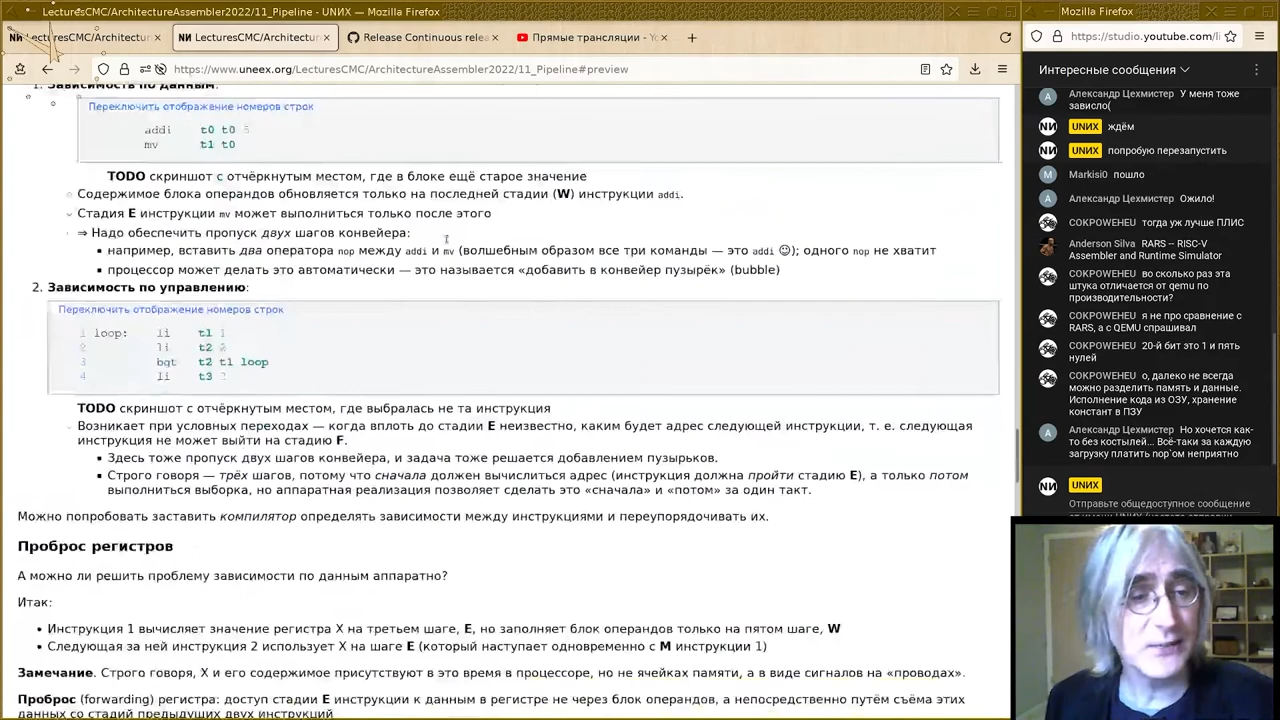 LecturesCMC/ArchitectureAssembler2022/11_Pipeline - UNИX — Mozilla Firefox
LecturesCMC/Architectur
LecturesCMC/Architectur
Release Continuous relea
Прямые трансляции - Yo
https://www.uneex.org/LecturesCMC/ArchitectureAssembler2022/11_Pipeline#preview
1. Зависимость по данным:
Переключить отображение номеров строк
addi t0 t0 5
mv t1 t0
TODO скриншот с отчёркнутым местом, где в блоке ещё старое значение
Содержимое блока операндов обновляется только на последней стадии (W) инструкции addi.
Стадия E инструкции mv может выполниться только после этого
⇒ Надо обеспечить пропуск двух шагов конвейера:
например, вставить два оператора nop между addi и mv (волшебным образом все три команды — это addi ☺); одного nop не хватит
процессор может делать это автоматически — это называется «добавить в конвейер пузырёк» (bubble)
2. Зависимость по управлению:
Переключить отображение номеров строк
1 loop: li t1 1
2 li t2
3 bgt t2 t1 loop
4 li t3
TODO скриншот с отчёркнутым местом, где выбралась не та инструкция
Возникает при условных переходах — когда вплоть до стадии E неизвестно, каким будет адрес следующей инструкции, т. е. следующая
инструкция не может выйти на стадию F.
Здесь тоже пропуск двух шагов конвейера, и задача тоже решается добавлением пузырьков.
Строго говоря — трёх шагов, потому что сначала должен вычислиться адрес (инструкция должна пройти стадию E), а только потом
выполниться выборка, но аппаратная реализация позволяет сделать это «сначала» и «потом» за один такт.
Можно попробовать заставить компилятор определять зависимости между инструкциями и переупорядочивать их.
Проброс регистров
А можно ли решить проблему зависимости по данным аппаратно?
Итак:
• Инструкция 1 вычисляет значение регистра X на третьем шаге, E, но заполняет блок операндов только на пятом шаге, W
• Следующая за ней инструкция 2 использует X на шаге E (который наступает одновременно с M инструкции 1)
Замечание. Строго говоря, X и его содержимое присутствуют в это время в процессоре, но не ячейках памяти, а в виде сигналов на «проводах».
Проброс (forwarding) регистра: доступ стадии E инструкции к данным в регистре не через блок операндов, а непосредственно путём съёма этих
данных со стадий предыдущих двух инструкций
Mozilla Firefox
https://studio.youtube.com/li
Интересные сообщения
Александр Цехмистер У меня тоже
зависло(
UNИX ждём
UNИX попробую перезапустить
Markisi0 пошло
Александр Цехмистер Ожило!
COKPOWEHEU тогда уж лучше ПЛИС
Anderson Silva RARS -- RISC-V
Assembler and Runtime Simulator
COKPOWEHEU во сколько раз эта
штука отличается от qemu по
производительности?
COKPOWEHEU я не про сравнение с
RARS, а с QEMU спрашивал
COKPOWEHEU 20-й бит это 1 и пять
нулей
COKPOWEHEU о, далеко не всегда
можно разделить память и данные.
Исполнение кода из ОЗУ, хранение
констант в ПЗУ
Александр Цехмистер Но хочется как-
то без костылей... Всё-таки за каждую
загрузку платить nop`ом неприятно
UNИX
Отправьте общедоступное сообщение